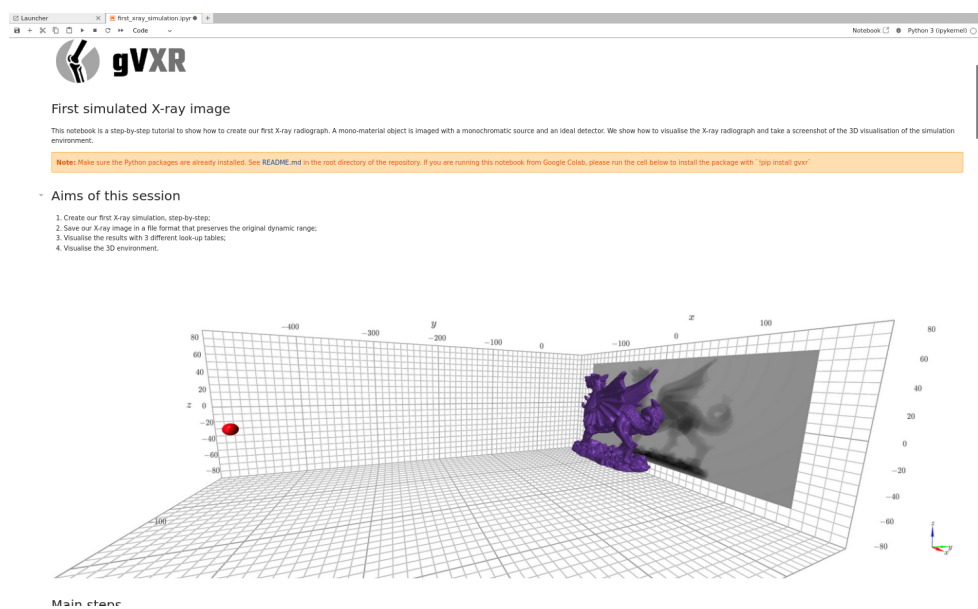 Launcher
first_xray_simulation.ipyr
Code
Notebook
Python 3 (ipykernel)
gVXR
First simulated X-ray image
This notebook is a step-by-step tutorial to show how to create our first X-ray radiograph. A mono-material object is imaged with a monochromatic source and an ideal detector. We show how to visualise the X-ray radiograph and take a screenshot of the 3D visualisation of the simulation
environment.
Note: Make sure the Python packages are already installed. See README.md in the root directory of the repository. If you are running this notebook from Google Colab, please run the cell below to install the package with `!pip install gvxr`
Aims of this session
1. Create our first X-ray simulation, step-by-step;
2. Save our X-ray image in a file format that preserves the original dynamic range;
3. Visualise the results with 3 different look-up tables;
4. Visualise the 3D environment.
−400
−300
y
−200
−100
0
x
−100
0
100
80
60
40
20
z 0
−20
−40
−60
−80
−100
80
60
40
20
0
−20
−40
−60
−80
z
y
x
Main steps